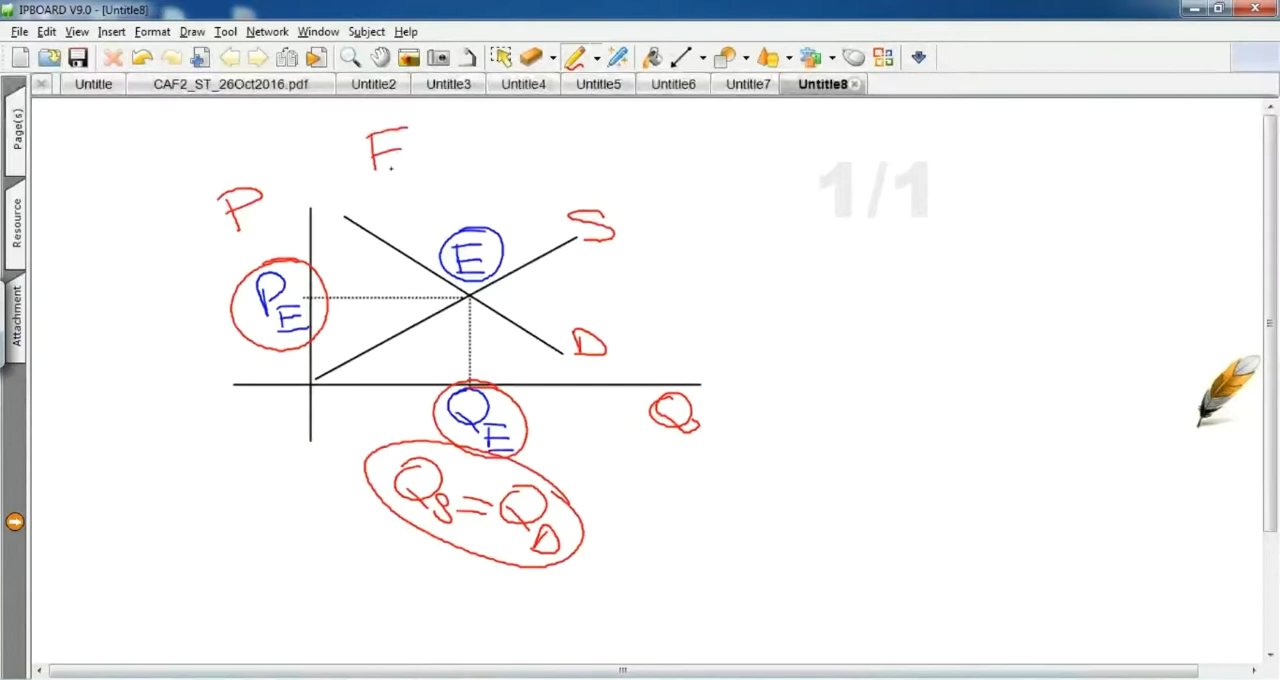 IPBOARD V9.0 - [Untitle8]
File Edit View Insert Format Draw Tool Network Window Subject Help
Untitle CAF2_ST_26Oct2016.pdf Untitle2 Untitle3 Untitle4 Untitle5 Untitle6 Untitle7 Untitle8
Page(s)
Resource
Attachment
1/1
F
P
S
E
PE
D
QE
Q
QS=QD